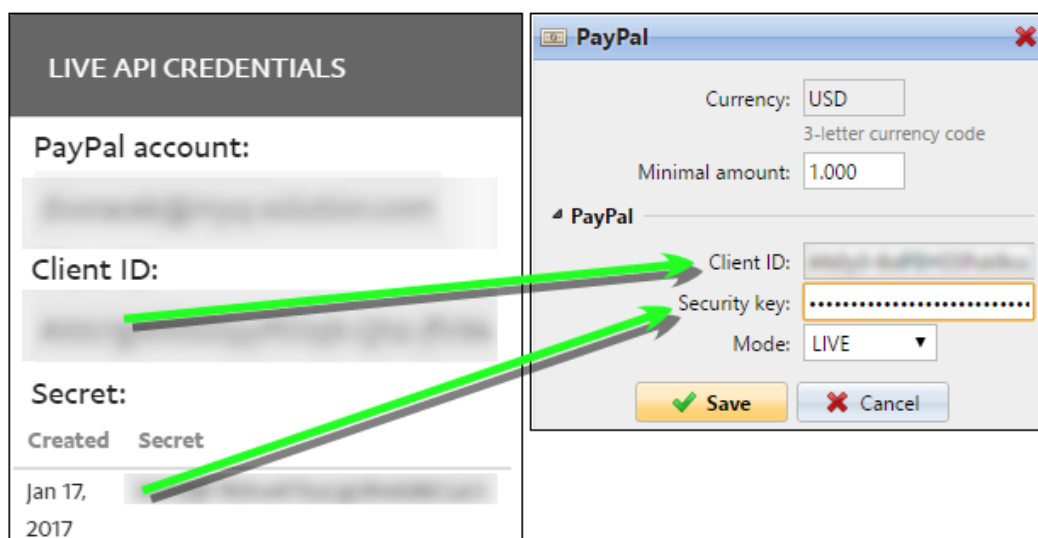 LIVE API CREDENTIALS
PayPal account:
Client ID:
Secret:
Created Secret
Jan 17,
2017
PayPal
Currency: USD
3-letter currency code
Minimal amount: 1.000
PayPal
Client ID:
Security key:
Mode: LIVE
Save Cancel